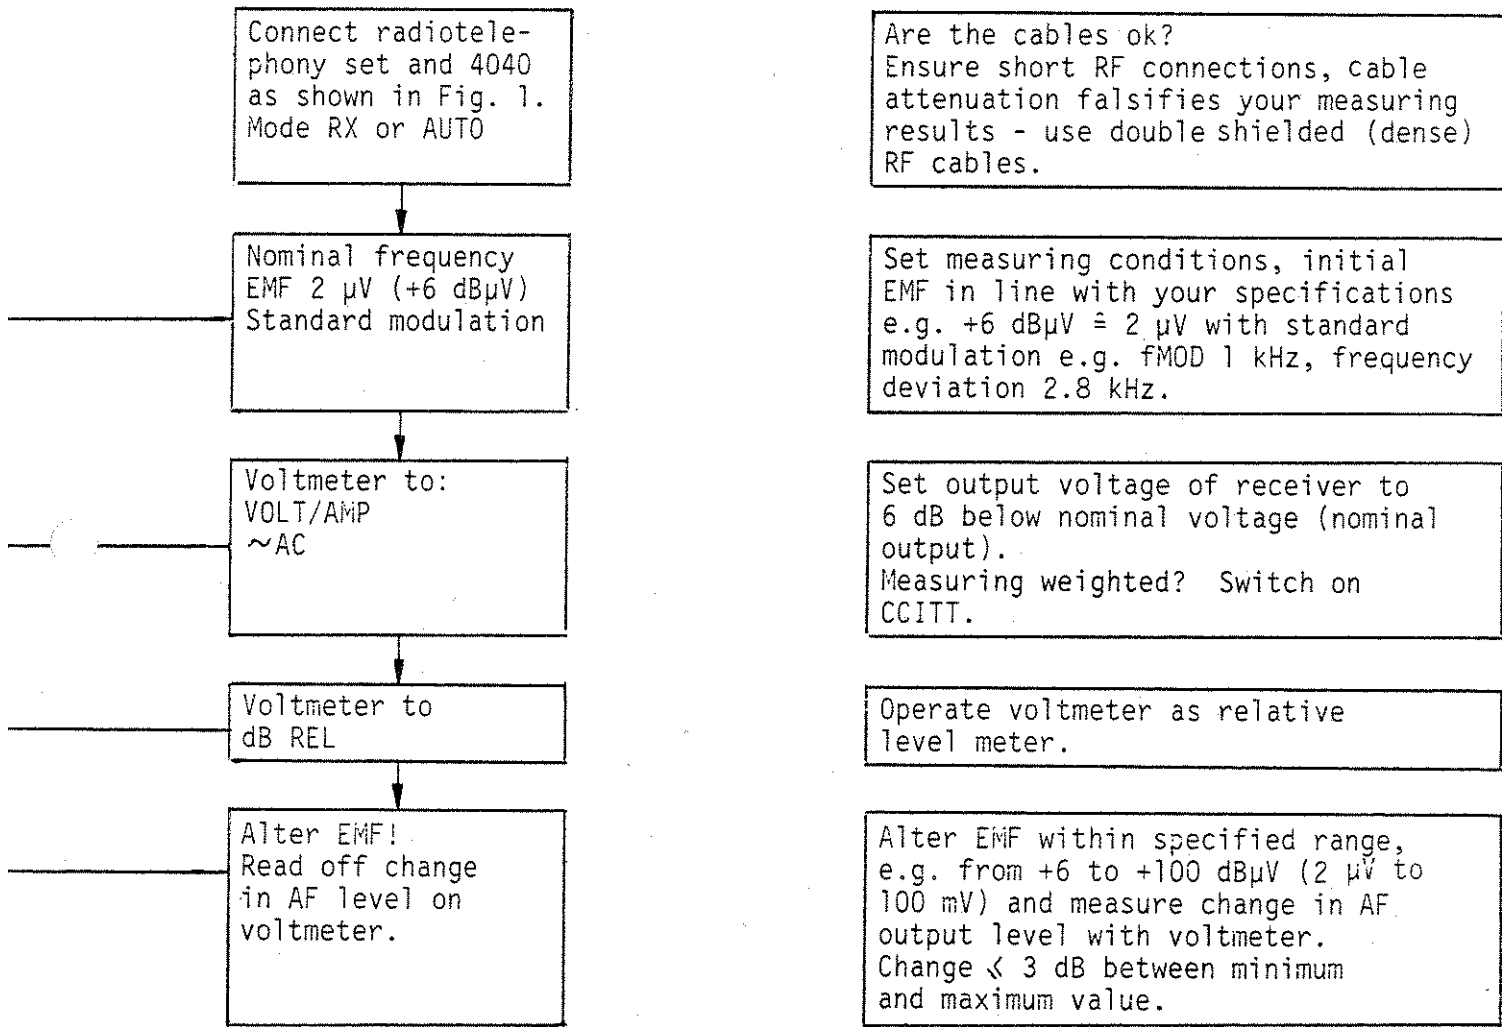 Connect radiotele-
phony set and 4040
as shown in Fig. 1.
Mode RX or AUTO
Are the cables ok?
Ensure short RF connections, cable
attenuation falsifies your measuring
results - use double shielded (dense)
RF cables.
Nominal frequency
EMF 2 µV (+6 dBµV)
Standard modulation
Set measuring conditions, initial
EMF in line with your specifications
e.g. +6 dBµV ≙ 2 µV with standard
modulation e.g. fMOD 1 kHz, frequency
deviation 2.8 kHz.
Voltmeter to:
VOLT/AMP
~AC
Set output voltage of receiver to
6 dB below nominal voltage (nominal
output).
Measuring weighted? Switch on
CCITT.
Voltmeter to
dB REL
Operate voltmeter as relative
level meter.
Alter EMF!
Read off change
in AF level on
voltmeter.
Alter EMF within specified range,
e.g. from +6 to +100 dBµV (2 µV to
100 mV) and measure change in AF
output level with voltmeter.
Change ⩽ 3 dB between minimum
and maximum value.